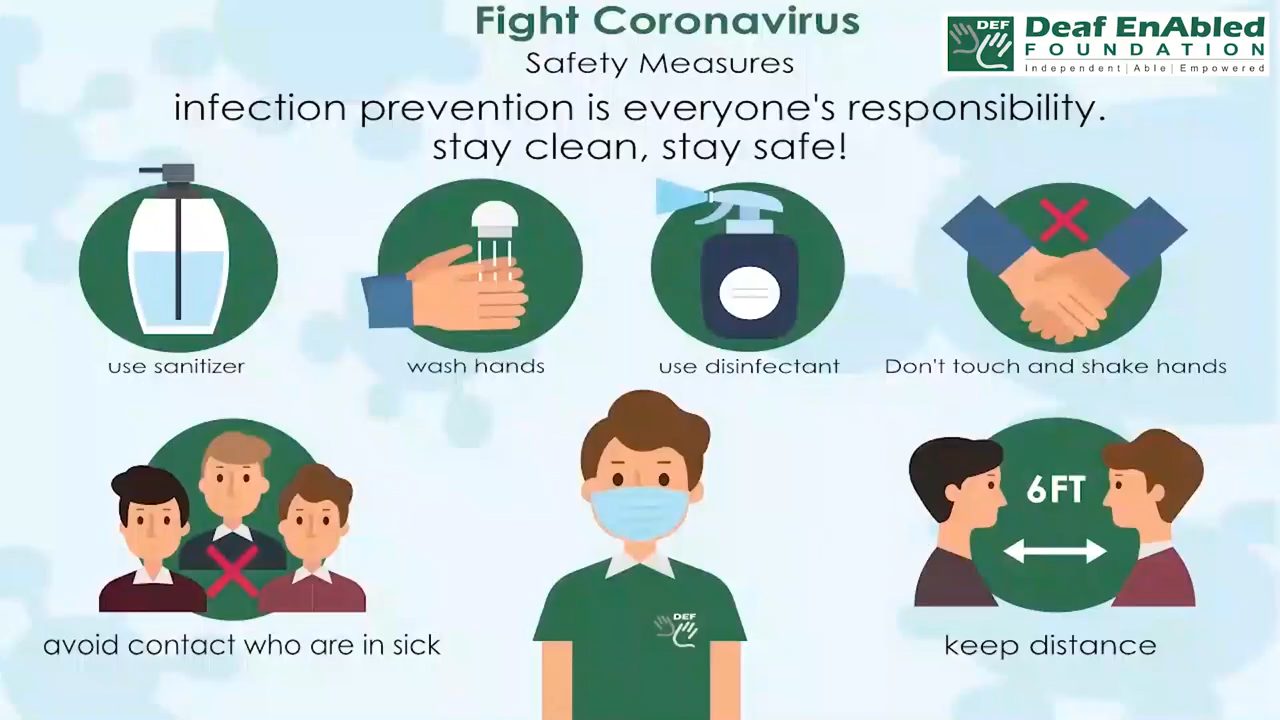 Fight Coronavirus
Safety Measures
DEF
Deaf EnAbled
FOUNDATION
Independent | Able | Empowered
infection prevention is everyone's responsibility.
stay clean, stay safe!
use sanitizer
wash hands
use disinfectant
Don't touch and shake hands
6FT
DEF
avoid contact who are in sick
keep distance